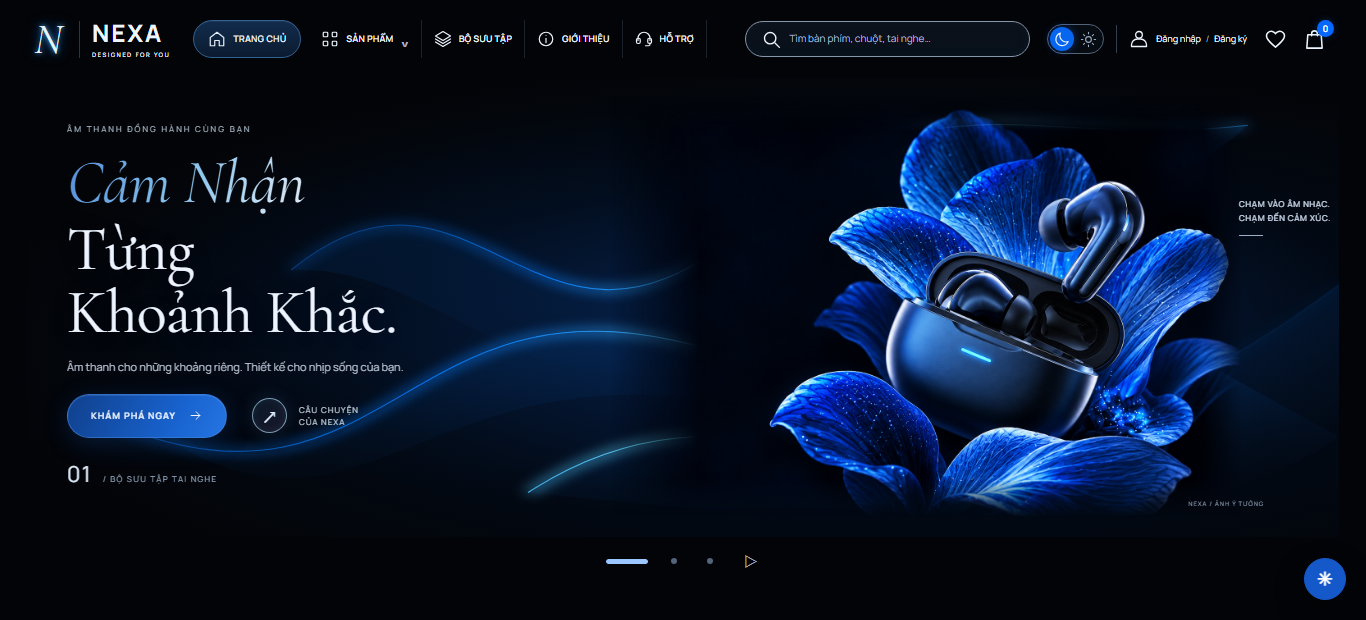 N
NEXA
DESIGNED FOR YOU
TRANG CHỦ
SẢN PHẨM
BỘ SƯU TẬP
GIỚI THIỆU
HỖ TRỢ
Tìm bàn phím, chuột, tai nghe...
Đăng nhập / Đăng ký
0
ÂM THANH ĐỒNG HÀNH CÙNG BẠN
Cảm Nhận
Từng
Khoảnh Khắc.
Âm thanh cho những khoảng riêng. Thiết kế cho nhịp sống của bạn.
KHÁM PHÁ NGAY →
CÂU CHUYỆN
CỦA NEXA
01 / BỘ SƯU TẬP TAI NGHE
CHẠM VÀO ÂM NHẠC.
CHẠM ĐẾN CẢM XÚC.
NEXA / ẢNH Ý TƯỞNG